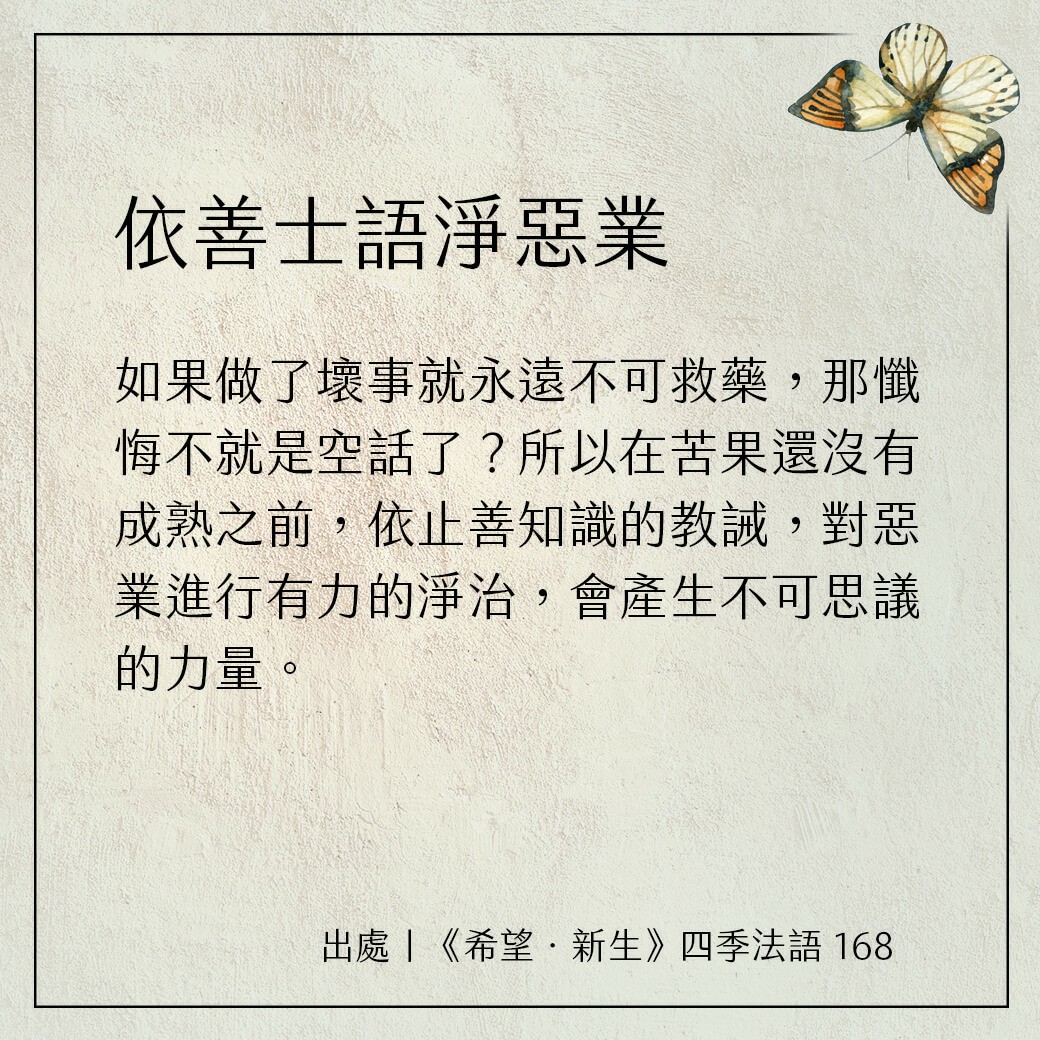 依善士語淨惡業
如果做了壞事就永遠不可救藥，那懺
悔不就是空話了？所以在苦果還沒有
成熟之前，依止善知識的教誡，對惡
業進行有力的淨治，會產生不可思議
的力量。
出處｜《希望．新生》四季法語 168